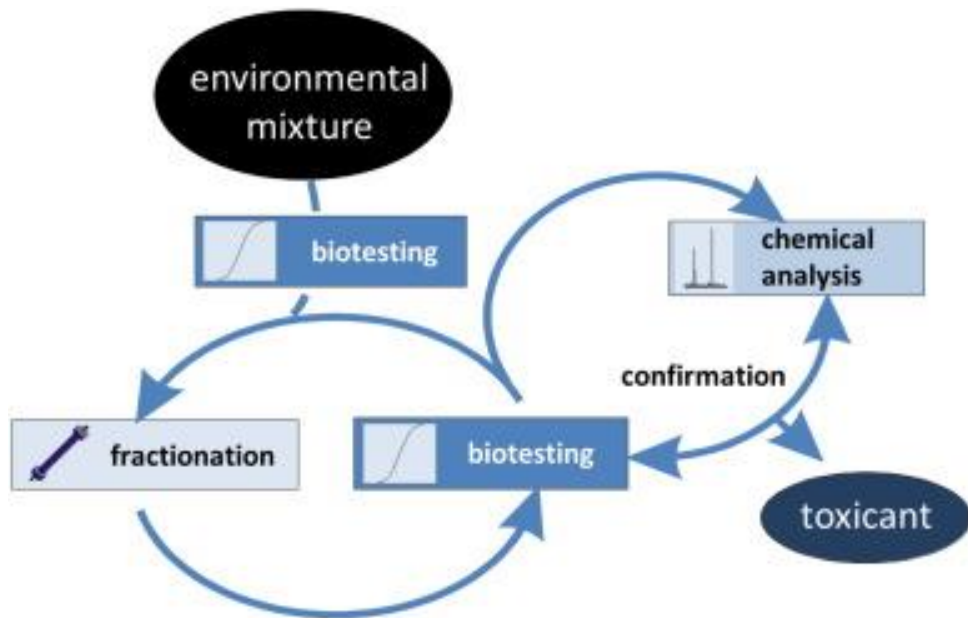 environmental
mixture
biotesting
chemical
analysis
confirmation
fractionation
biotesting
toxicant